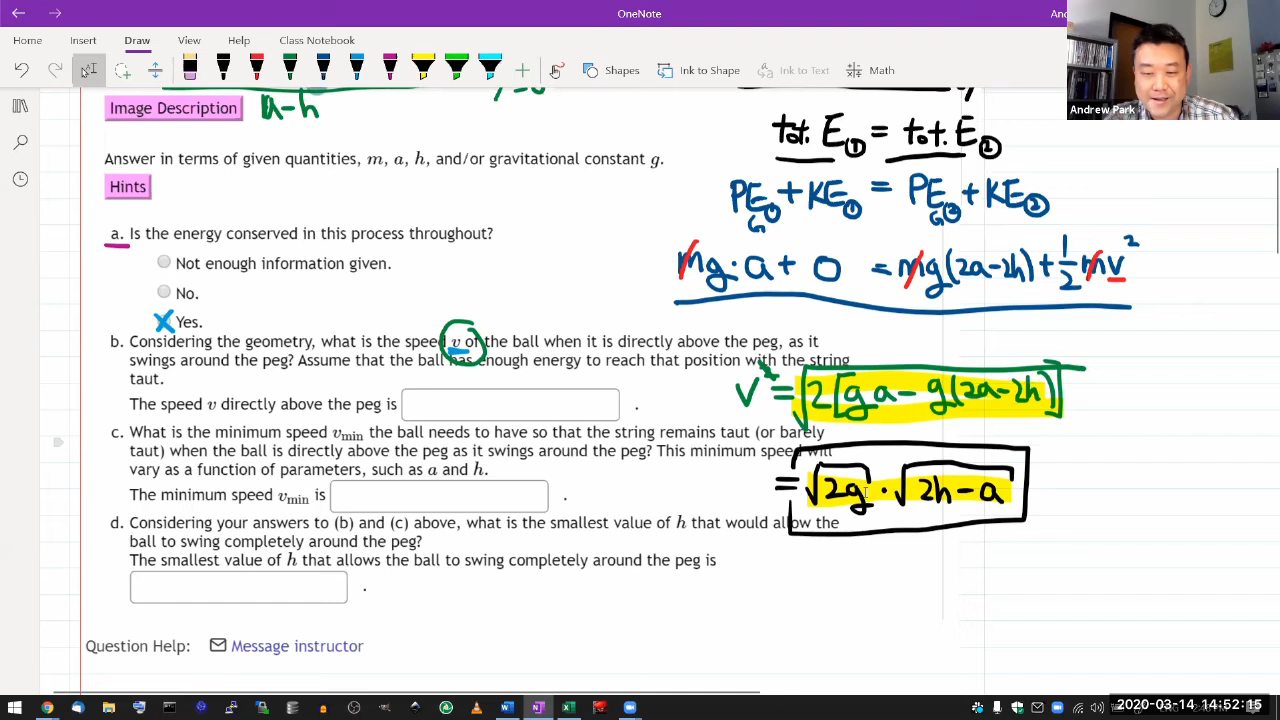 OneNote
An
Home Insert Draw View Help Class Notebook
Shapes Ink to Shape Ink to Text Math
Andrew Park
a-h
Image Description
tot. E① = tot. E②
Answer in terms of given quantities, m, a, h, and/or gravitational constant g.
Hints
PE_G① + KE① = PE_G② + KE②
a. Is the energy conserved in this process throughout?
Not enough information given.
mg · a + 0 = mg(2a-2h) + 1/2 mv²
No.
Yes.
b. Considering the geometry, what is the speed v of the ball when it is directly above the peg, as it
swings around the peg? Assume that the ball has enough energy to reach that position with the string
taut.
v = √2[ga - g(2a-2h)]
The speed v directly above the peg is .
c. What is the minimum speed vmin the ball needs to have so that the string remains taut (or barely
taut) when the ball is directly above the peg as it swings around the peg? This minimum speed will
vary as a function of parameters, such as a and h.
= √2g · √2h-a
The minimum speed vmin is .
d. Considering your answers to (b) and (c) above, what is the smallest value of h that would allow the
ball to swing completely around the peg?
The smallest value of h that allows the ball to swing completely around the peg is
.
Question Help: Message instructor
2020-03-14 14:52:15